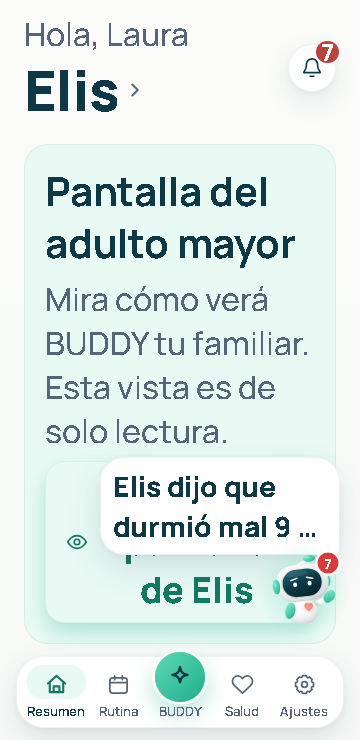 Hola, Laura
7
Elis
Pantalla del
adulto mayor
Mira cómo verá
BUDDY tu familiar.
Esta vista es de
solo lectura.
Elis dijo que
durmió mal 9 ...
7
de Elis
Resumen Rutina BUDDY Salud Ajustes